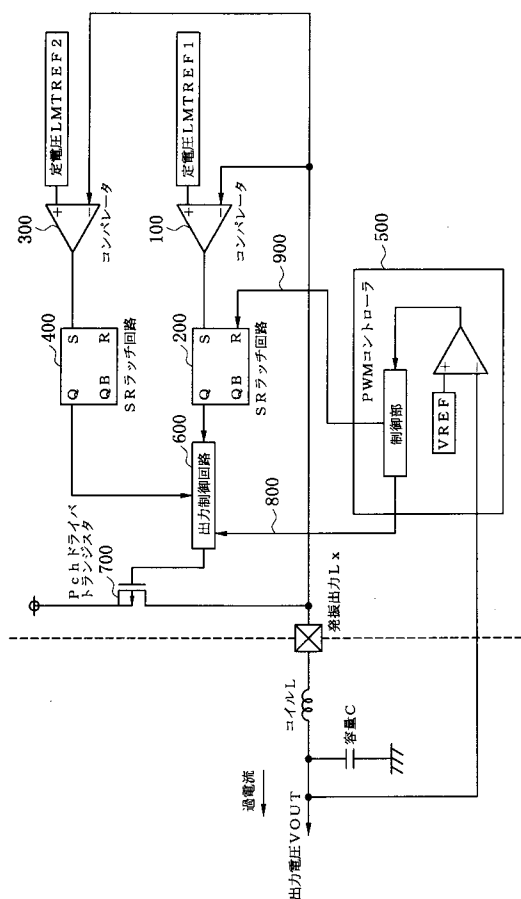 定電圧LMTREF2
定電圧LMTREF1
+
−
300
コンパレータ
+
−
100
コンパレータ
400
S
R
Q
QB
SRラッチ回路
200
S
R
Q
QB
SRラッチ回路
900
500
PWMコントローラ
+
−
VREF
制御部
600
出力制御回路
800
Pchドライバ
トランジスタ
700
発振出力Lx
コイルL
容量C
過電流
出力電圧VOUT